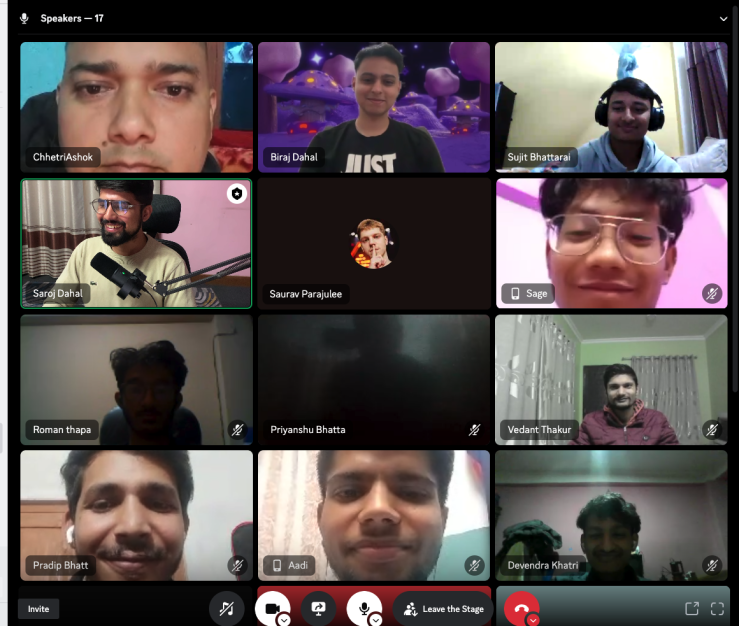 Speakers — 17
ChhetriAshok
Biraj Dahal
JUST
Sujit Bhattarai
Saroj Dahal
Saurav Parajulee
Sage
Roman thapa
Priyanshu Bhatta
Vedant Thakur
Pradip Bhatt
Aadi
Devendra Khatri
Invite
Leave the Stage